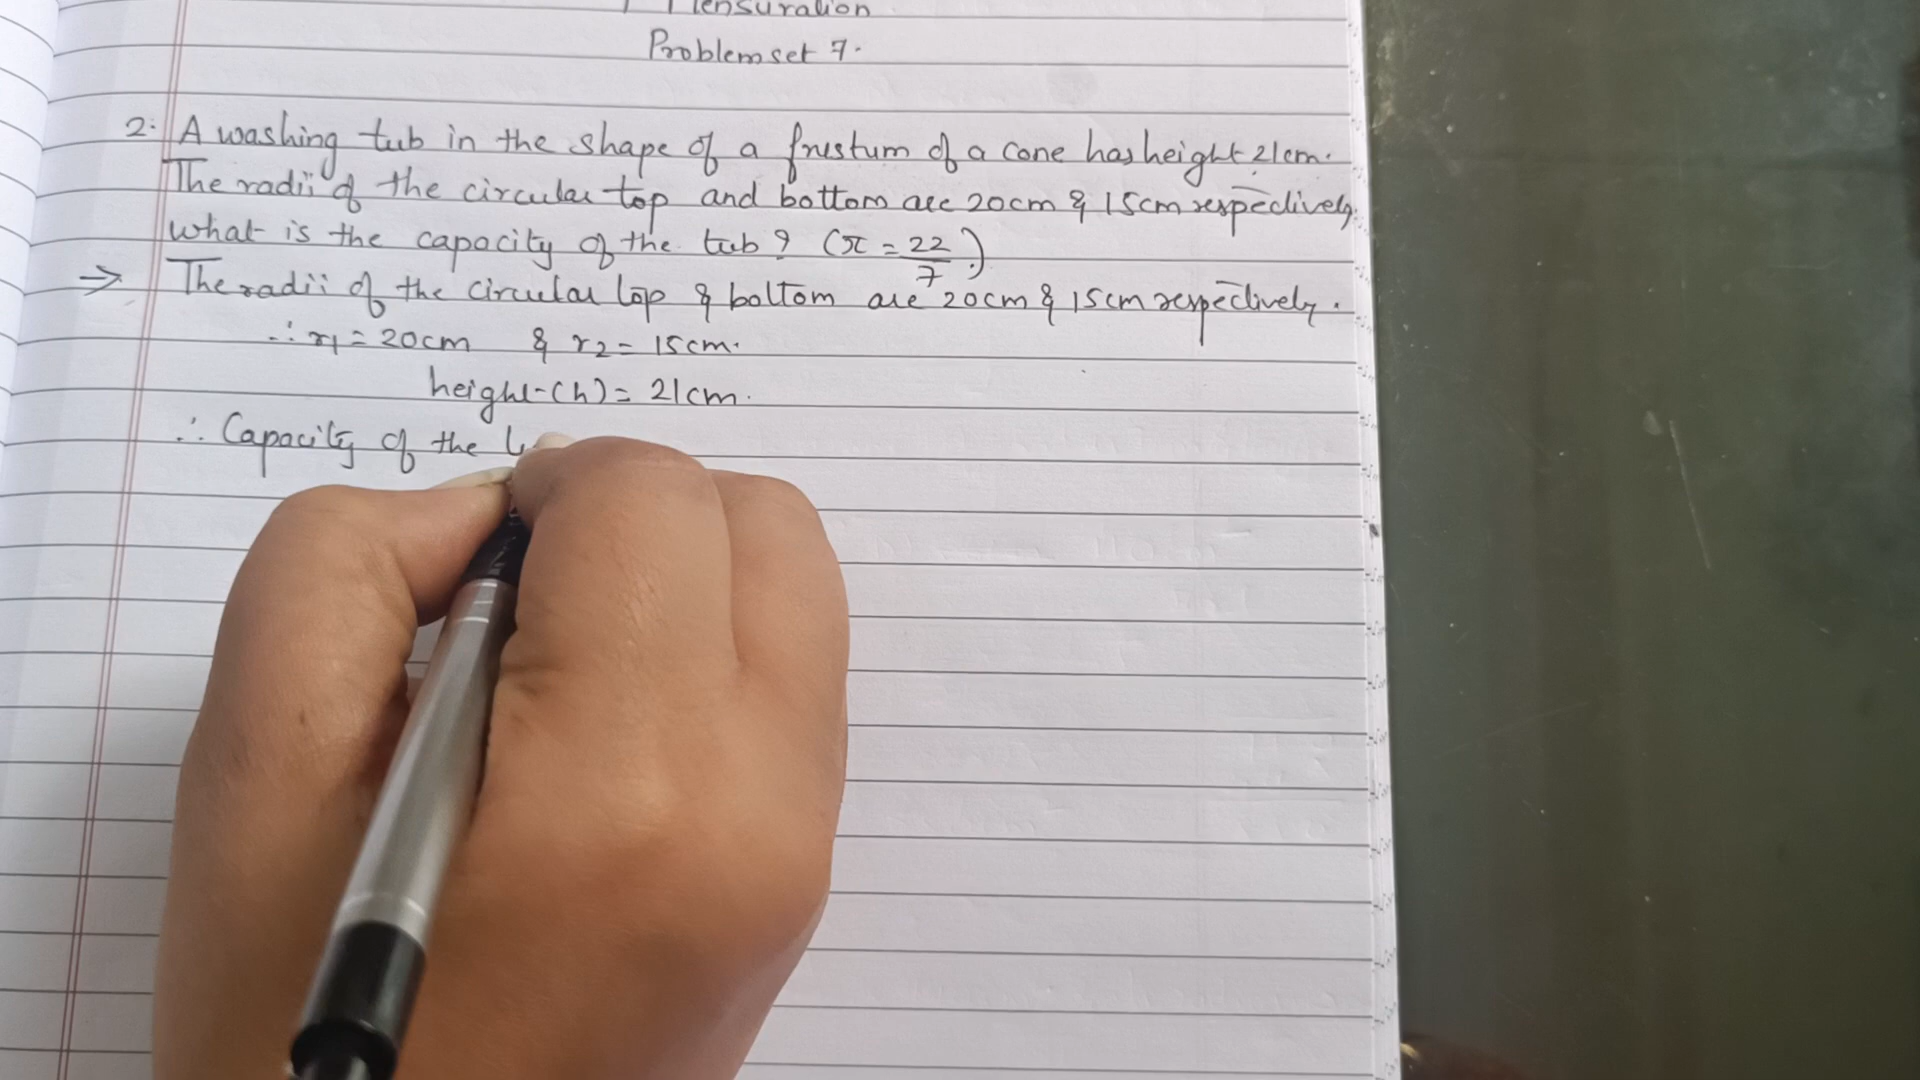 Mensuration
Problem set 7.
2. A washing tub in the shape of a frustum of a cone has height 21cm.
The radii of the circular top and bottom are 20cm & 15cm respectively.
what is the capacity of the tub? (π = 22/7.)
→ The radii of the circular top & bottom are 20cm & 15cm respectively.
∴ r1 = 20cm & r2 = 15cm.
height (h) = 21cm.
∴ Capacity of the